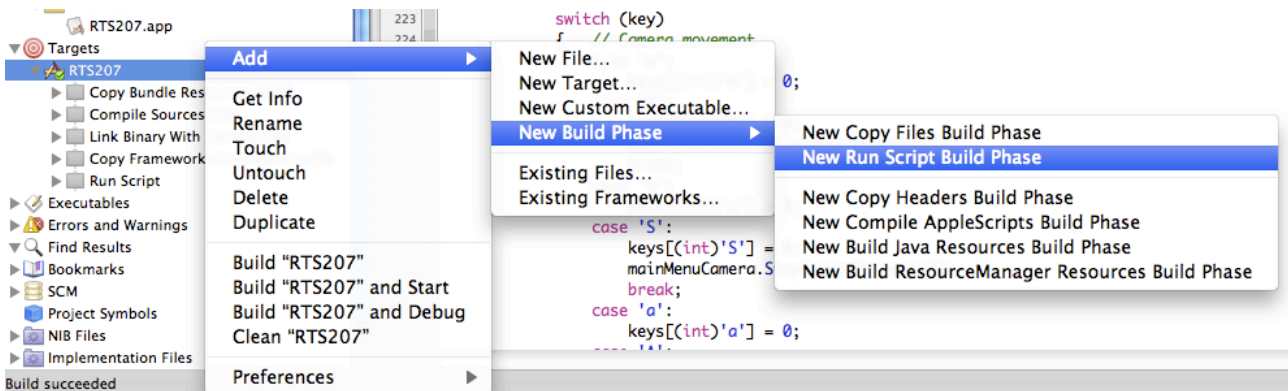 RTS207.app
Targets
RTS207
Copy Bundle Res
Compile Sources
Link Binary With
Copy Framework
Run Script
Executables
Errors and Warnings
Find Results
Bookmarks
SCM
Project Symbols
NIB Files
Implementation Files
Build succeeded
Add
Get Info
Rename
Touch
Untouch
Delete
Duplicate
Build "RTS207"
Build "RTS207" and Start
Build "RTS207" and Debug
Clean "RTS207"
Preferences
223
224
switch (key)
{ // Camera movement
New File...
New Target...
New Custom Executable...
New Build Phase
Existing Files...
Existing Frameworks...
0;
New Copy Files Build Phase
New Run Script Build Phase
New Copy Headers Build Phase
New Compile AppleScripts Build Phase
New Build Java Resources Build Phase
New Build ResourceManager Resources Build Phase
case 'S':
keys[(int)'S'] =
mainMenuCamera.S
break;
case 'a':
keys[(int)'a'] = 0;
case 'A':